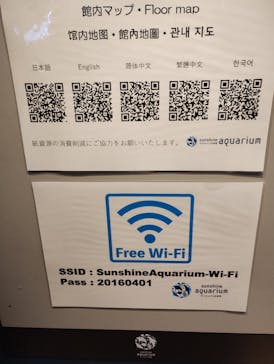 館内マップ・Floor map
馆内地图・館內地圖・관내 지도
日本語 English 简体中文 繁體中文 한국어
紙資源の消費削減にご協力をお願いいたします。 sunshine aquarium
Free Wi-Fi
SSID : SunshineAquarium-Wi-Fi
Pass : 20160401
sunshine
aquarium